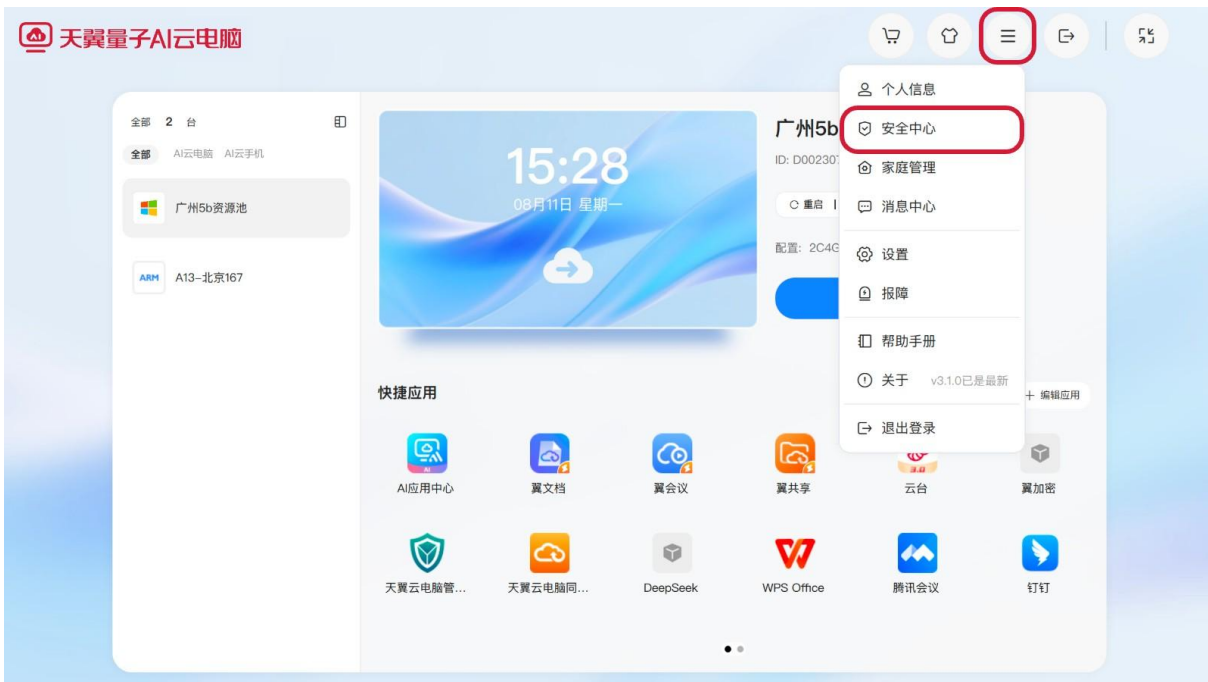 天翼量子AI云电脑
个人信息
安全中心
家庭管理
消息中心
设置
报障
帮助手册
关于 v3.1.0已是最新
退出登录
全部 2 台
全部 AI云电脑 AI云手机
广州5b资源池
ARM A13-北京167
15:28
08月11日 星期一
广州5b
ID: D00230
重启
配置: 2C4G
快捷应用
编辑应用
AI应用中心
翼文档
翼会议
翼共享
云台
翼加密
天翼云电脑管...
天翼云电脑同...
DeepSeek
WPS Office
腾讯会议
钉钉